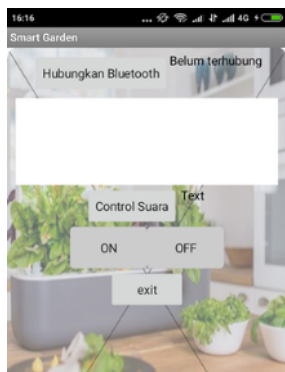 16:16 ... 4G
Smart Garden
Belum terhubung
Hubungkan Bluetooth
Control Suara
Text
ON OFF
exit